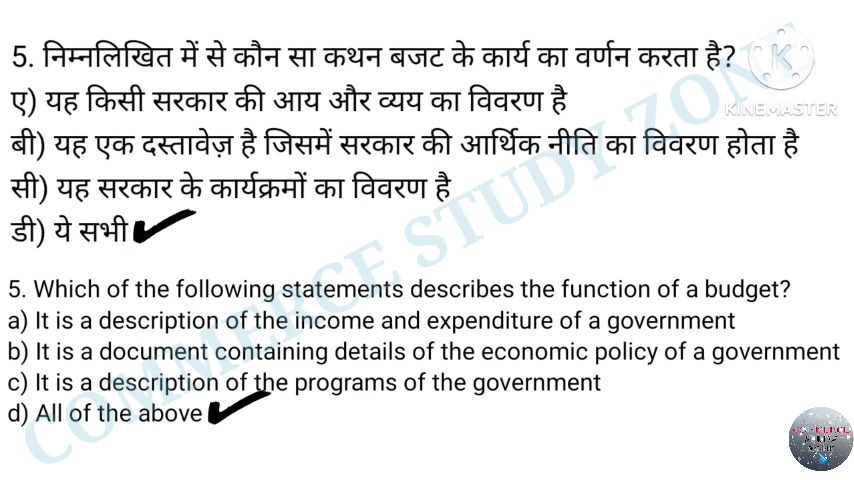 5. निम्नलिखित में से कौन सा कथन बजट के कार्य का वर्णन करता है?
ए) यह किसी सरकार की आय और व्यय का विवरण है
बी) यह एक दस्तावेज़ है जिसमें सरकार की आर्थिक नीति का विवरण होता है
सी) यह सरकार के कार्यक्रमों का विवरण है
डी) ये सभी
5. Which of the following statements describes the function of a budget?
a) It is a description of the income and expenditure of a government
b) It is a document containing details of the economic policy of a government
c) It is a description of the programs of the government
d) All of the above
COMMERCE STUDY ZONE
KINEMASTER